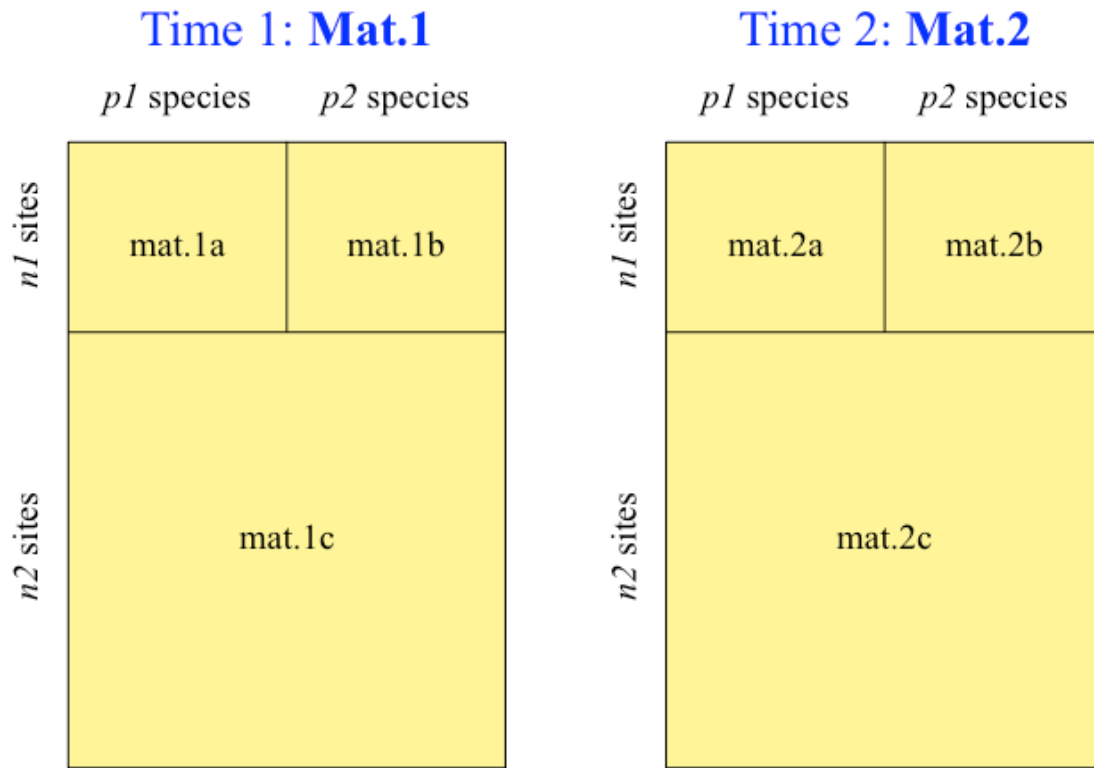 Time 1: Mat.1
Time 2: Mat.2
p1 species
p2 species
p1 species
p2 species
n1 sites
mat.1a
mat.1b
n1 sites
mat.2a
mat.2b
n2 sites
mat.1c
n2 sites
mat.2c